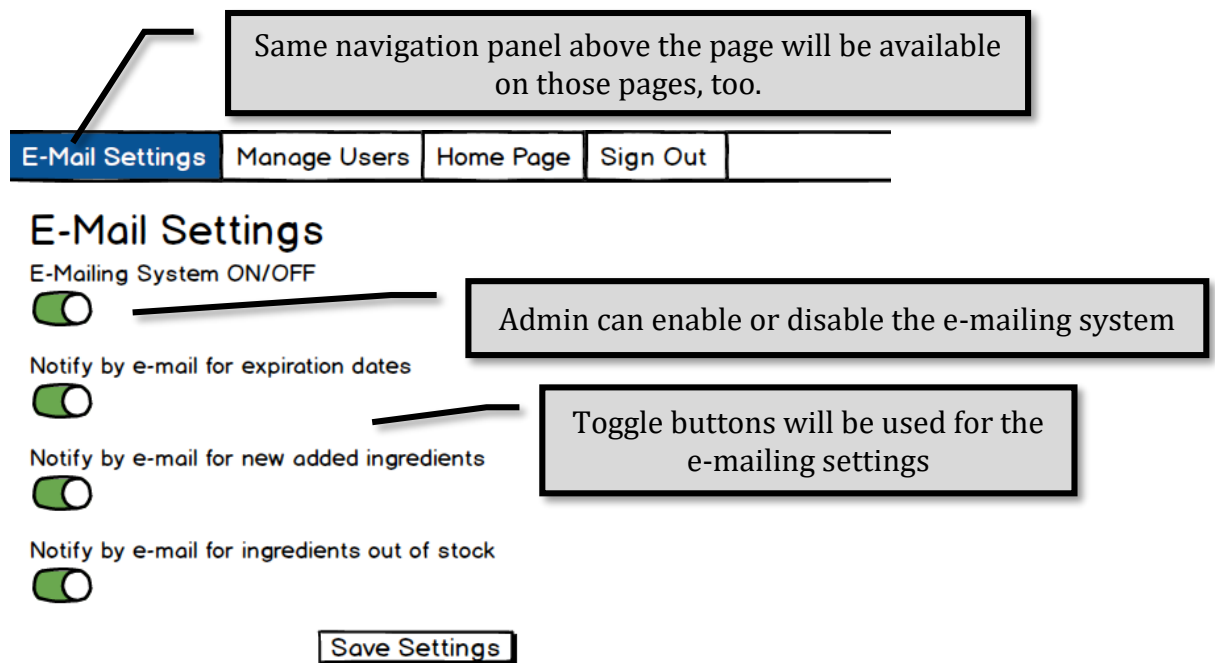 Same navigation panel above the page will be available
on those pages, too.
E-Mail Settings Manage Users Home Page Sign Out
E-Mail Settings
E-Mailing System ON/OFF
Admin can enable or disable the e-mailing system
Notify by e-mail for expiration dates
Toggle buttons will be used for the
e-mailing settings
Notify by e-mail for new added ingredients
Notify by e-mail for ingredients out of stock
Save Settings